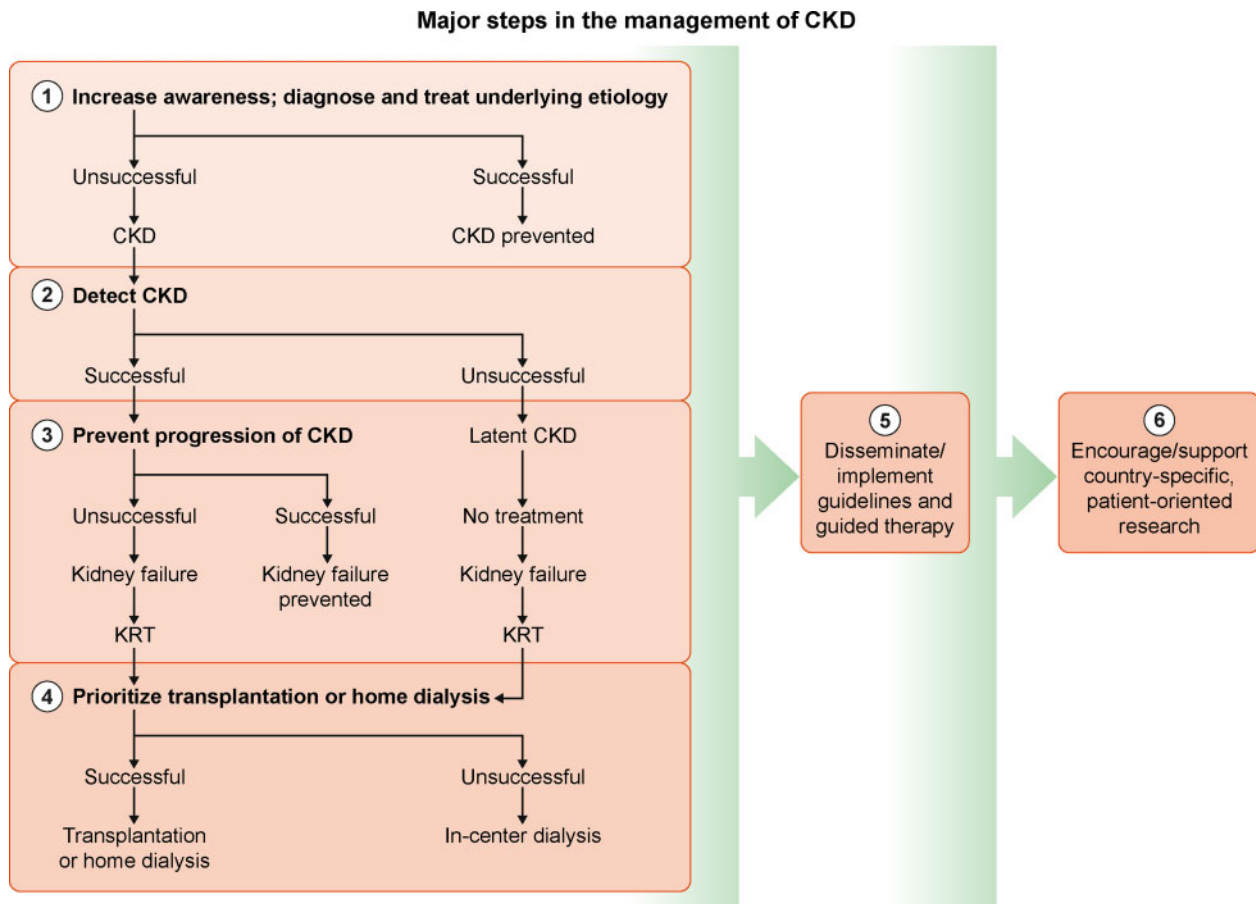 Major steps in the management of CKD
1 Increase awareness; diagnose and treat underlying etiology
Unsuccessful
Successful
CKD
CKD prevented
2 Detect CKD
Successful
Unsuccessful
3 Prevent progression of CKD
Latent CKD
Unsuccessful
Successful
No treatment
Kidney failure
Kidney failure
prevented
Kidney failure
KRT
KRT
4 Prioritize transplantation or home dialysis
Successful
Unsuccessful
Transplantation
or home dialysis
In-center dialysis
5
Disseminate/
implement
guidelines and
guided therapy
6
Encourage/support
country-specific,
patient-oriented
research